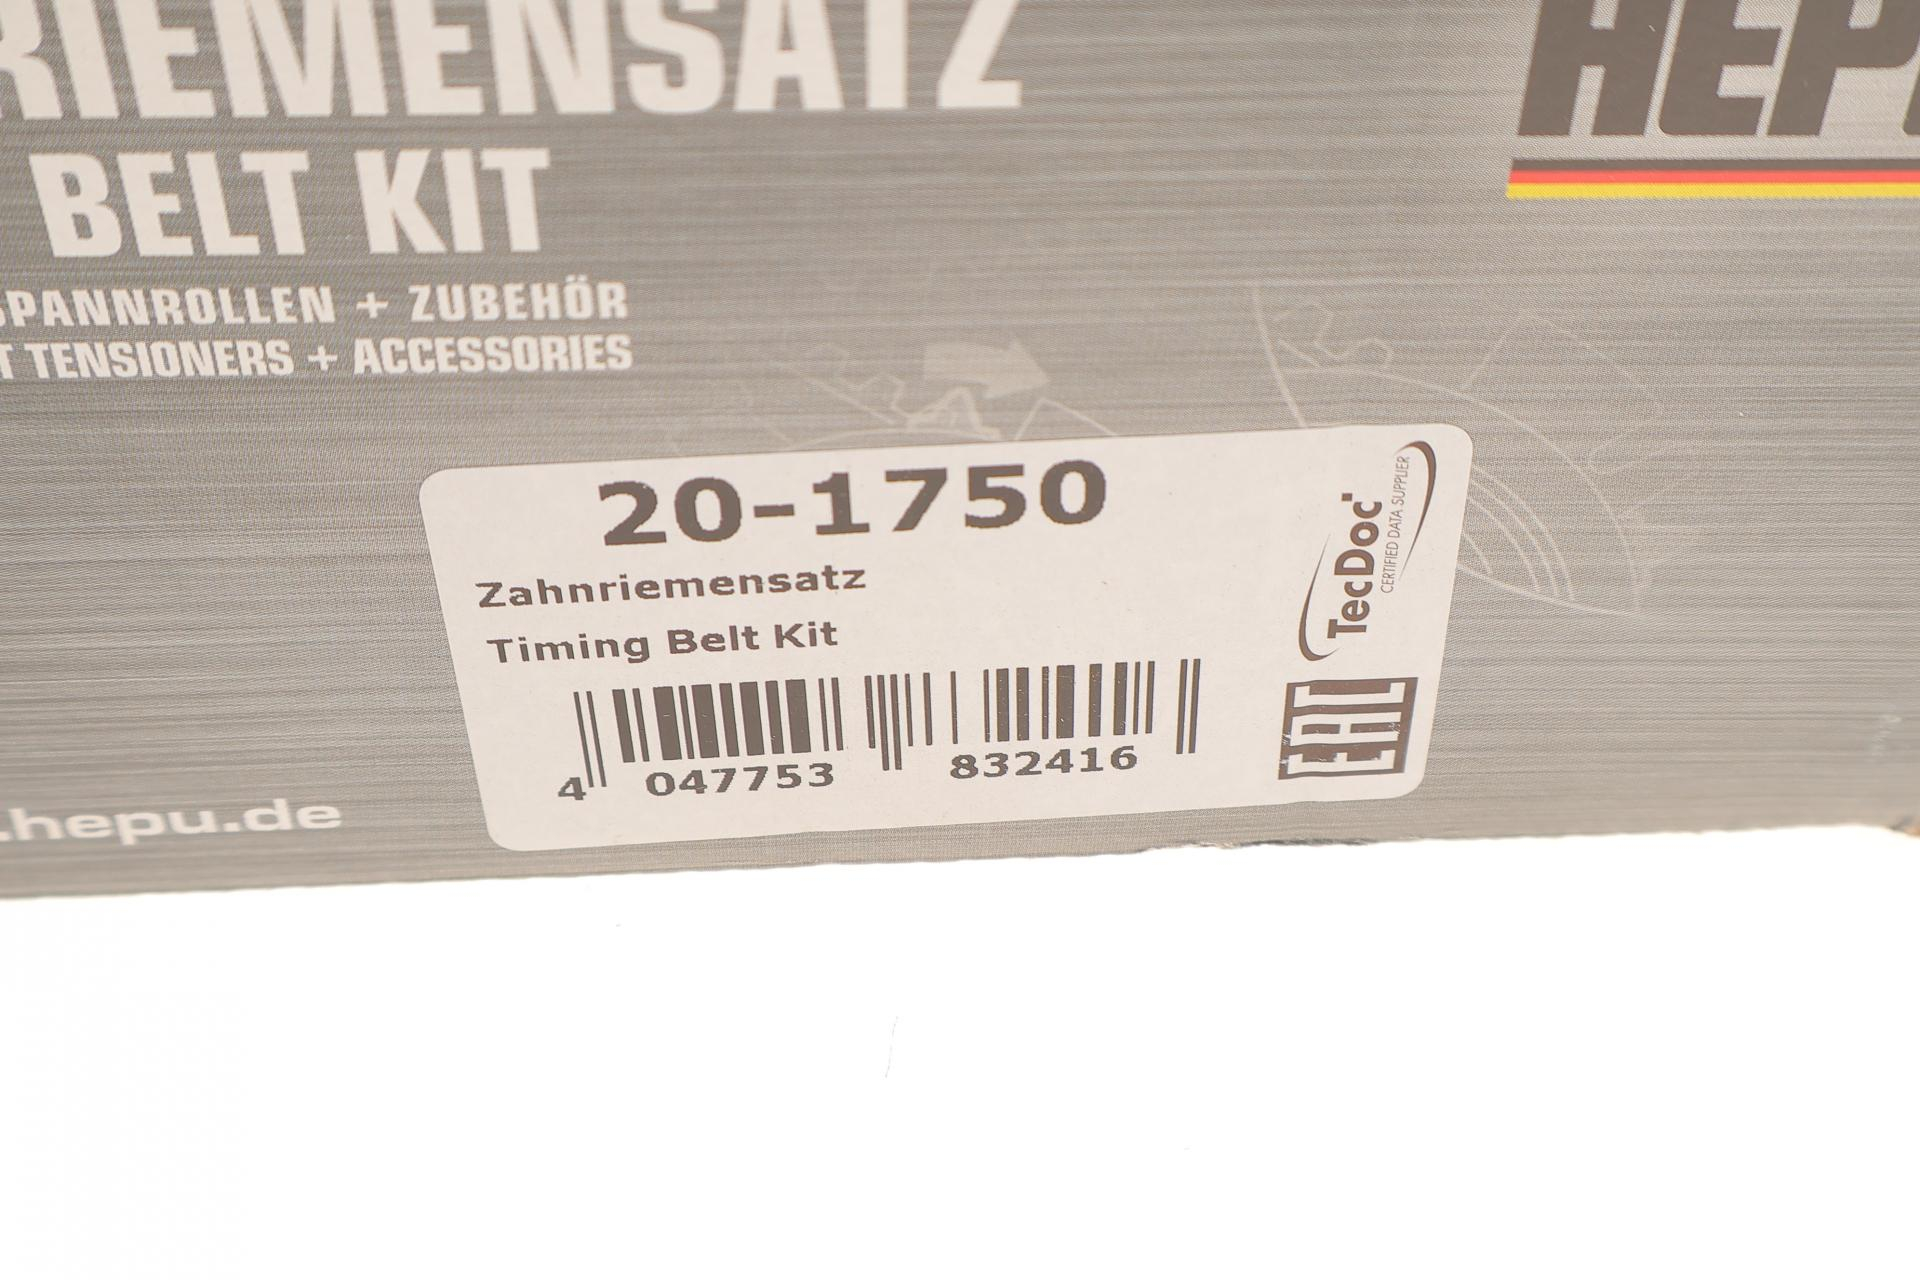 RIEMENSATZ
HEPU
BELT KIT
SPANNROLLEN + ZUBEHÖR
T TENSIONERS + ACCESSORIES
20-1750
Zahnriemensatz
Timing Belt Kit
4 047753 832416
TecDoc
CERTIFIED DATA SUPPLIER
EAC
.hepu.de